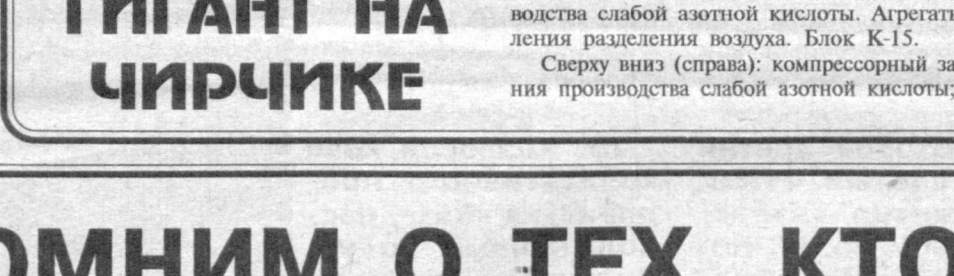 ГИГАНТ НА
ЧИРЧИКЕ
водства слабой азотной кислоты. Агрегать
ления разделения воздуха. Блок К-15.
Сверху вниз (справа): компрессорный за
ния производства слабой азотной кислоты;
ОМНИМ О ТЕХ, КТО